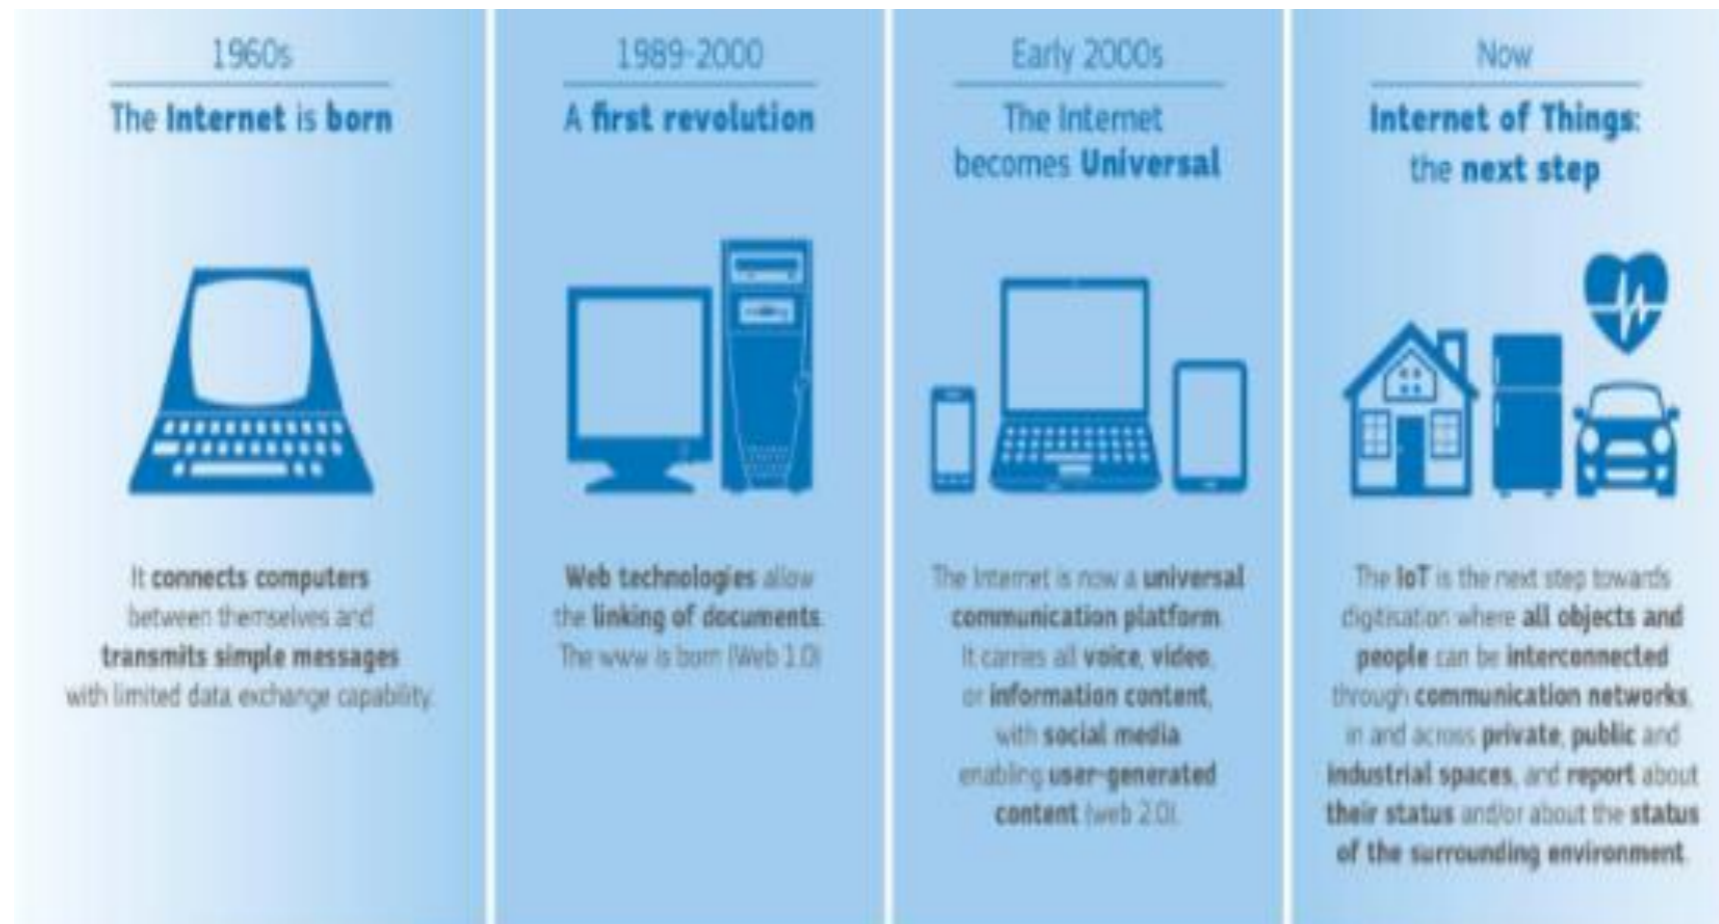 1960s
The Internet is born
It connects computers
between themselves and
transmits simple messages
with limited data exchange capability.
1989-2000
A first revolution
Web technologies allow
the linking of documents.
The www is born (Web 1.0)
Early 2000s
The Internet
becomes Universal
The Internet is now a universal
communication platform.
It carries all voice, video,
or information content,
with social media
enabling user-generated
content (web 2.0).
Now
Internet of Things:
the next step
The IoT is the next step towards
digitisation where all objects and
people can be interconnected
through communication networks,
in and across private, public and
industrial spaces, and report about
their status and/or about the status
of the surrounding environment.